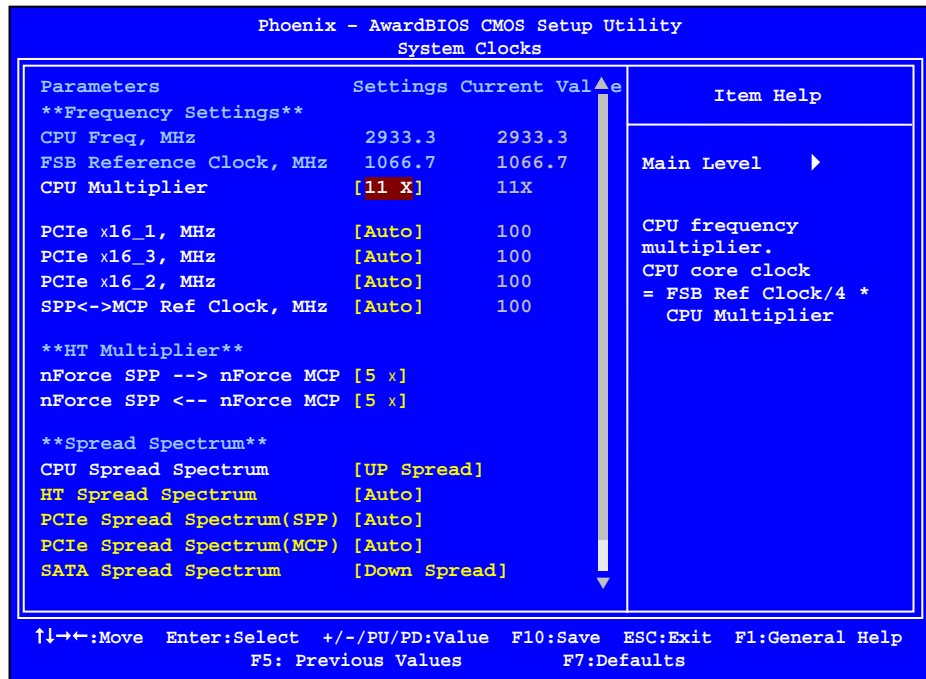 Phoenix – AwardBIOS CMOS Setup Utility
System Clocks
Parameters Settings Current Val e
**Frequency Settings**
CPU Freq, MHz 2933.3 2933.3
FSB Reference Clock, MHz 1066.7 1066.7
CPU Multiplier [11 X] 11X
PCIe x16_1, MHz [Auto] 100
PCIe x16_3, MHz [Auto] 100
PCIe x16_2, MHz [Auto] 100
SPP<->MCP Ref Clock, MHz [Auto] 100
**HT Multiplier**
nForce SPP --> nForce MCP [5 x]
nForce SPP <-- nForce MCP [5 x]
**Spread Spectrum**
CPU Spread Spectrum [UP Spread]
HT Spread Spectrum [Auto]
PCIe Spread Spectrum(SPP) [Auto]
PCIe Spread Spectrum(MCP) [Auto]
SATA Spread Spectrum [Down Spread]
Item Help
Main Level
CPU frequency
multiplier.
CPU core clock
= FSB Ref Clock/4 *
CPU Multiplier
↑↓→←:Move Enter:Select +/-/PU/PD:Value F10:Save ESC:Exit F1:General Help
F5: Previous Values F7:Defaults